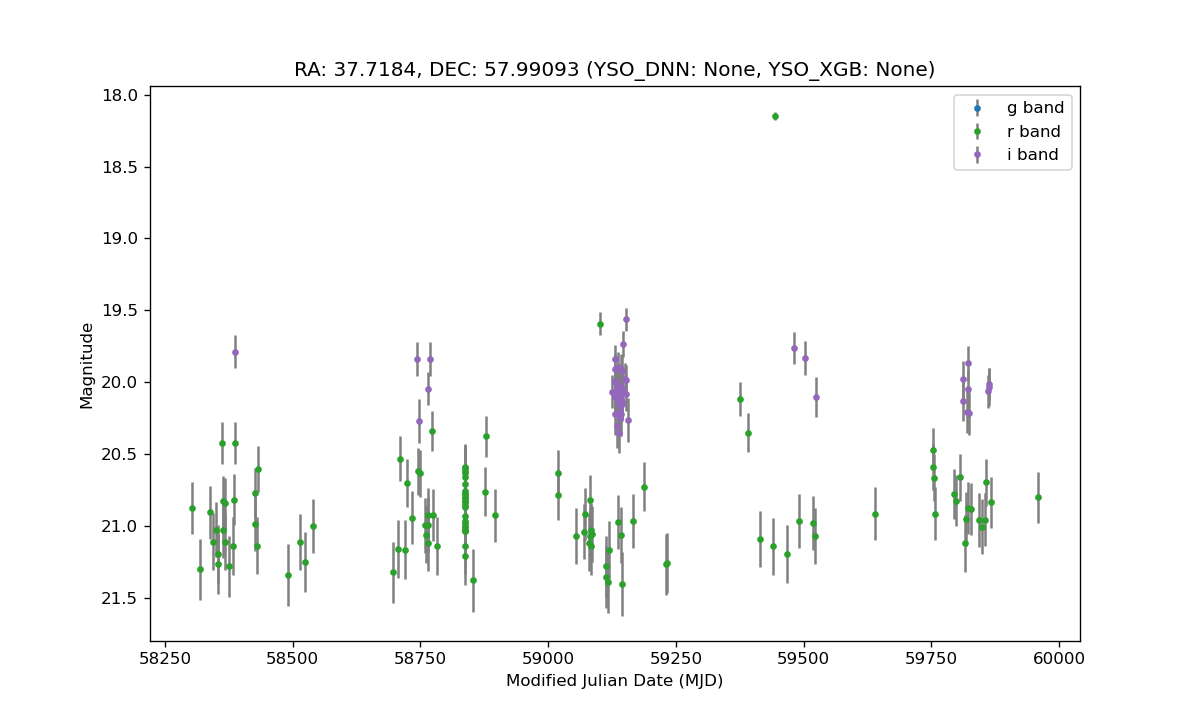 RA: 37.7184, DEC: 57.99093 (YSO_DNN: None, YSO_XGB: None)
g band
r band
i band
18.0
18.5
19.0
19.5
20.0
20.5
21.0
21.5
Magnitude
58250 58500 58750 59000 59250 59500 59750 60000
Modified Julian Date (MJD)